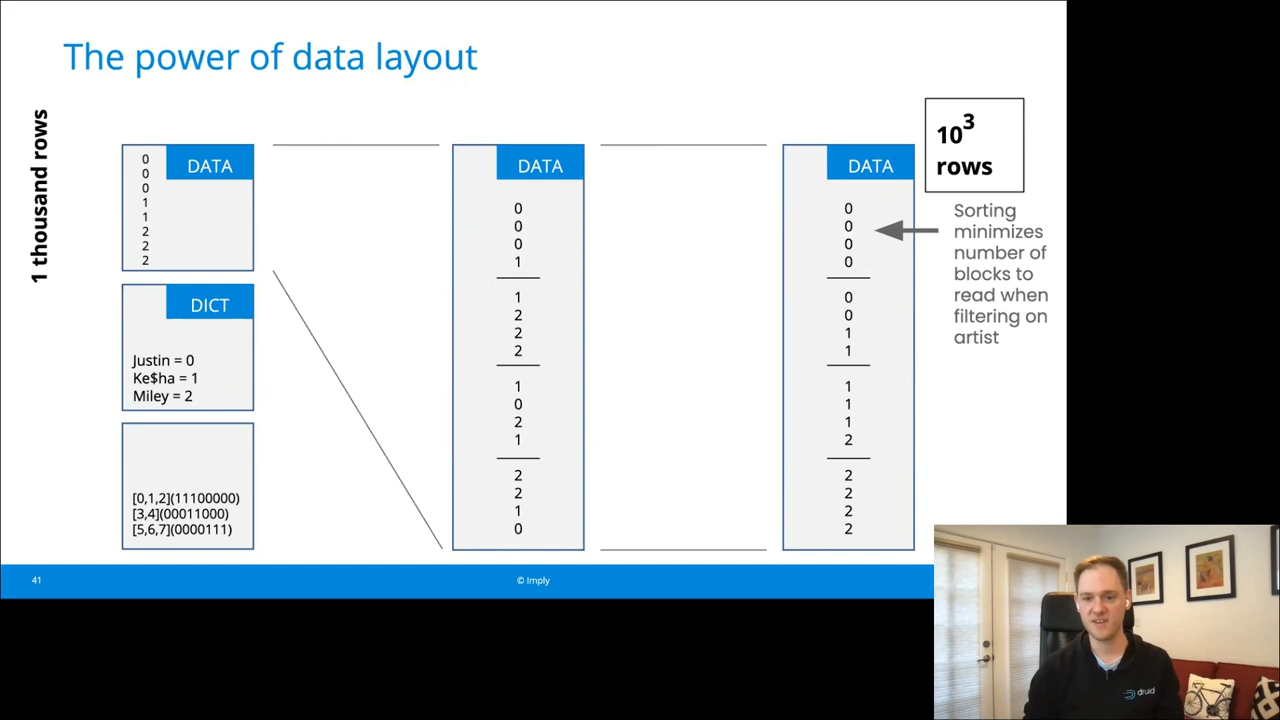 The power of data layout
1 thousand rows
DATA
0
0
0
1
1
2
2
2
DICT
Justin = 0
Ke$ha = 1
Miley = 2
[0,1,2](11100000)
[3,4](00011000)
[5,6,7](0000111)
DATA
0
0
0
1
1
2
2
2
1
0
2
1
2
2
1
0
DATA
0
0
0
0
0
0
1
1
1
1
1
2
2
2
2
2
10³
rows
Sorting
minimizes
number of
blocks to
read when
filtering on
artist
41
© Imply
druid